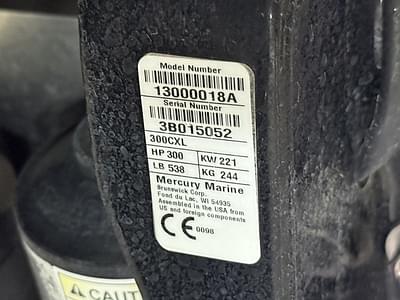 Model Number
13000018A
Serial Number
3B015052
300CXL
HP 300 KW 221
LB 538 KG 244
Mercury Marine
Brunswick Corp.
Fond du Lac, WI 54935
Assembled in the USA from
US and foreign components
CE 0098
CAUT